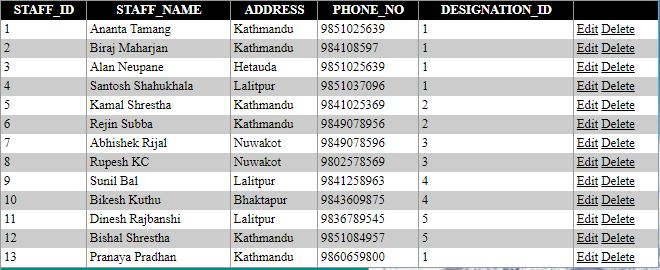 STAFF_ID STAFF_NAME ADDRESS PHONE_NO DESIGNATION_ID
1 Ananta Tamang Kathmandu 9851025639 1 Edit Delete
2 Biraj Maharjan Kathmandu 984108597 1 Edit Delete
3 Alan Neupane Hetauda 9851025639 1 Edit Delete
4 Santosh Shahukhala Lalitpur 9851037096 1 Edit Delete
5 Kamal Shrestha Kathmandu 9841025369 2 Edit Delete
6 Rejin Subba Kathmandu 9849078956 2 Edit Delete
7 Abhishek Rijal Nuwakot 9849078596 3 Edit Delete
8 Rupesh KC Nuwakot 9802578569 3 Edit Delete
9 Sunil Bal Lalitpur 9841258963 4 Edit Delete
10 Bikesh Kuthu Bhaktapur 9843609875 4 Edit Delete
11 Dinesh Rajbanshi Lalitpur 9836789545 5 Edit Delete
12 Bishal Shrestha Kathmandu 9851084957 5 Edit Delete
13 Pranaya Pradhan Kathmandu 9860659800 1 Edit Delete